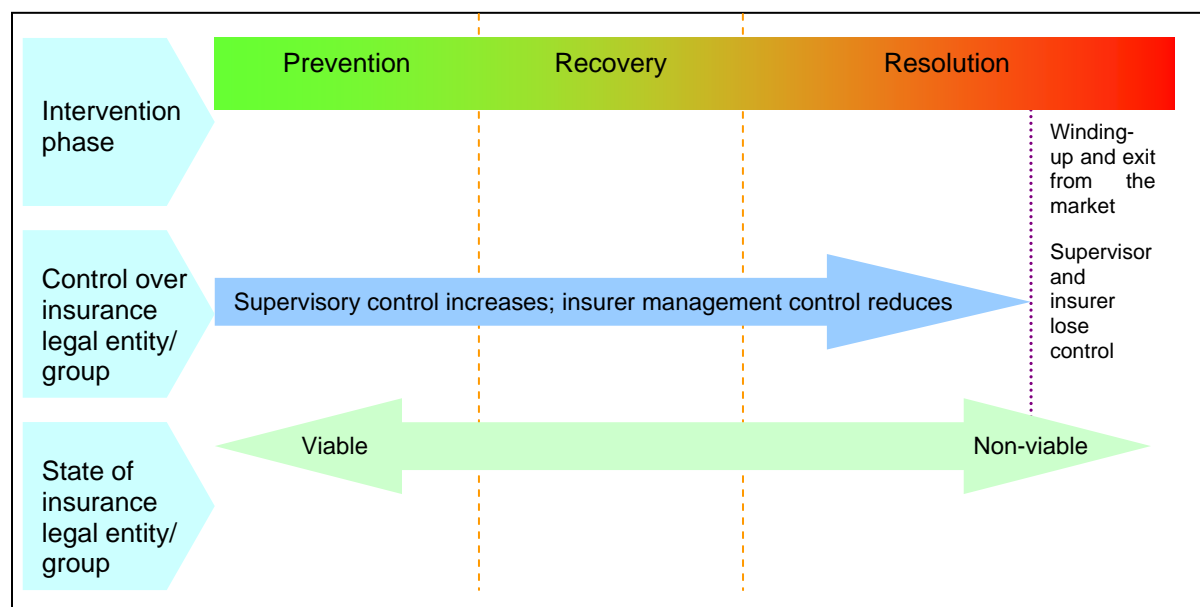 Prevention
Recovery
Resolution
Intervention
phase
Winding-
up and exit
from the
market
Control over
insurance
legal entity/
group
Supervisory control increases; insurer management control reduces
Supervisor
and
insurer
lose
control
State of
insurance
legal entity/
group
Viable
Non-viable